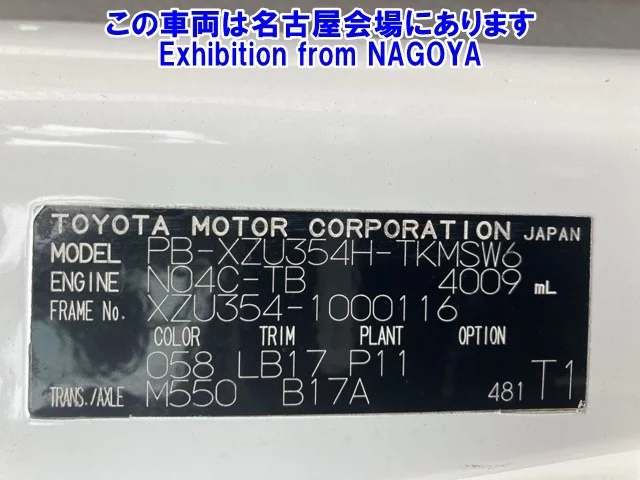 この車両は名古屋会場にあります
Exhibition from NAGOYA
TOYOTA MOTOR CORPORATION JAPAN
MODEL PB-XZU354H-TKMSW6
ENGINE N04C-TB 4009 mL
FRAME No. XZU354-1000116
COLOR TRIM PLANT OPTION
058 LB17 P11
TRANS./AXLE M550 B17A 481 T1